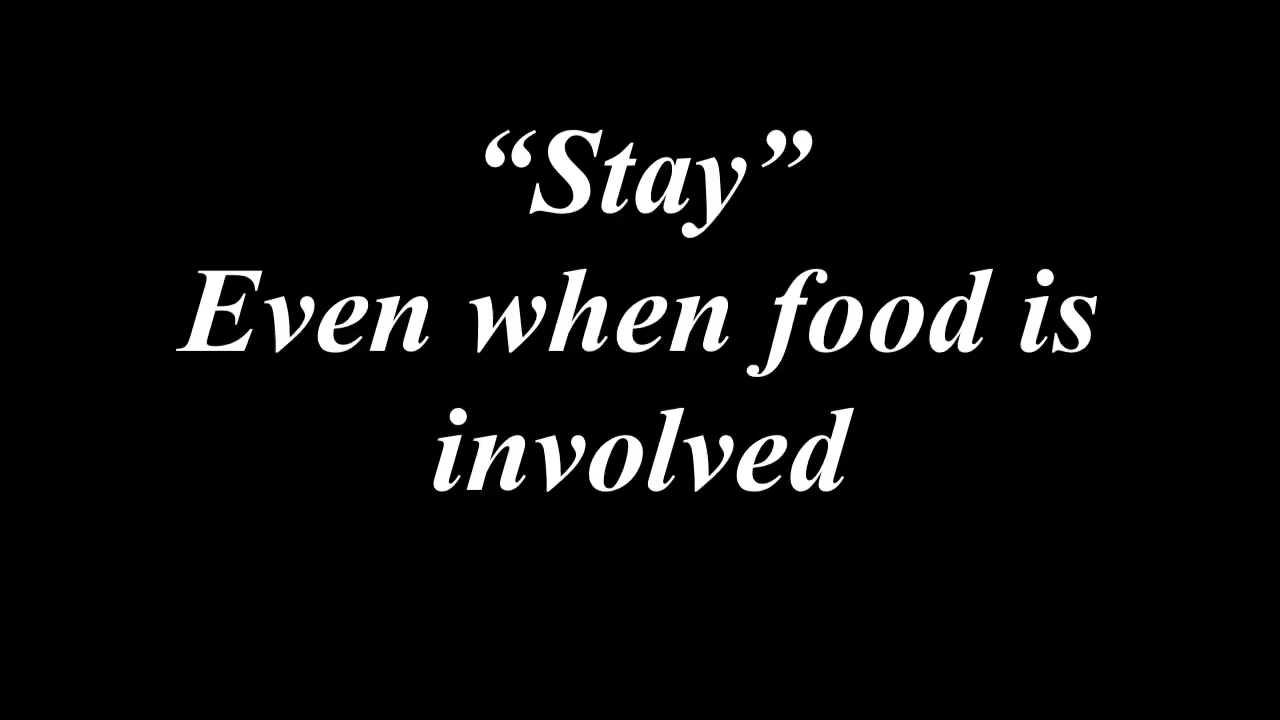 “Stay”
Even when food is
involved